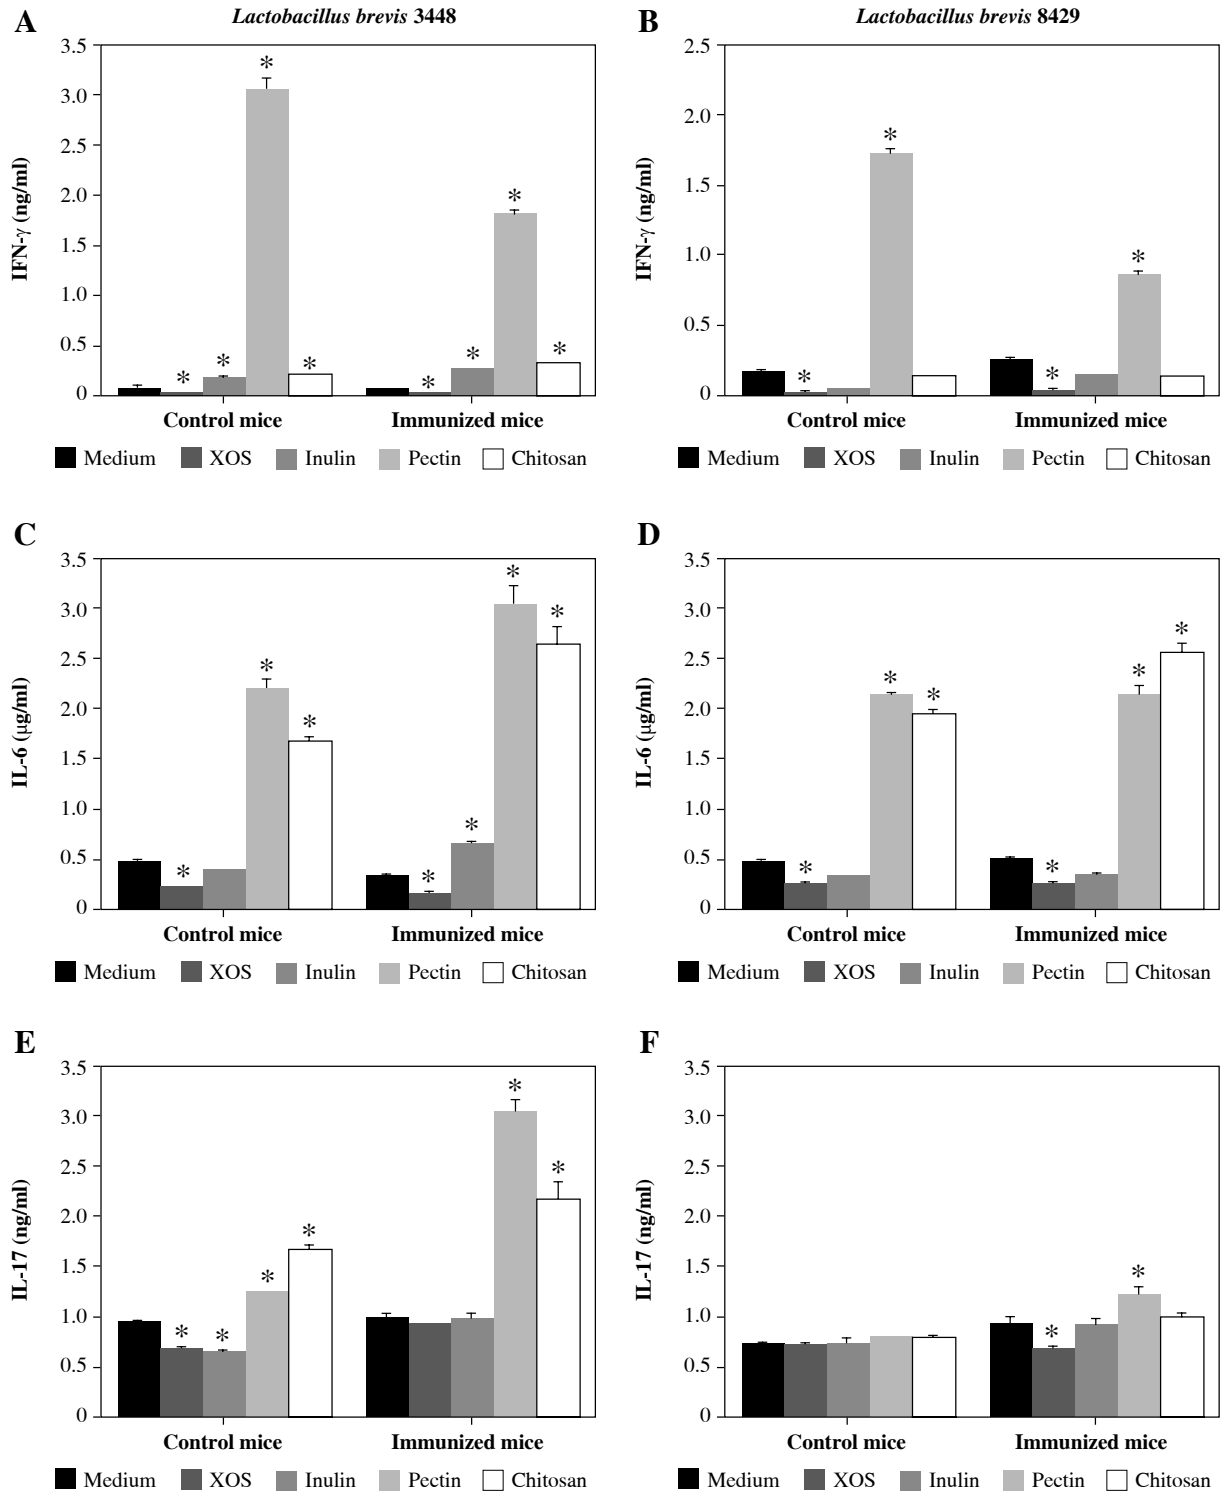 A
Lactobacillus brevis 3448
IFN-γ (ng/ml)
3.5
3.0
2.5
2.0
1.5
1.0
0.5
0
* * * * * * * *
Control mice Immunized mice
Medium XOS Inulin Pectin Chitosan
B
Lactobacillus brevis 8429
IFN-γ (ng/ml)
2.5
2.0
1.5
1.0
0.5
0
* * * *
Control mice Immunized mice
Medium XOS Inulin Pectin Chitosan
C
IL-6 (μg/ml)
3.5
3.0
2.5
2.0
1.5
1.0
0.5
0
* * * * * * *
Control mice Immunized mice
Medium XOS Inulin Pectin Chitosan
D
IL-6 (μg/ml)
3.5
3.0
2.5
2.0
1.5
1.0
0.5
0
* * * * * *
Control mice Immunized mice
Medium XOS Inulin Pectin Chitosan
E
IL-17 (ng/ml)
3.5
3.0
2.5
2.0
1.5
1.0
0.5
0
* * * * * *
Control mice Immunized mice
Medium XOS Inulin Pectin Chitosan
F
IL-17 (ng/ml)
3.5
3.0
2.5
2.0
1.5
1.0
0.5
0
* *
Control mice Immunized mice
Medium XOS Inulin Pectin Chitosan